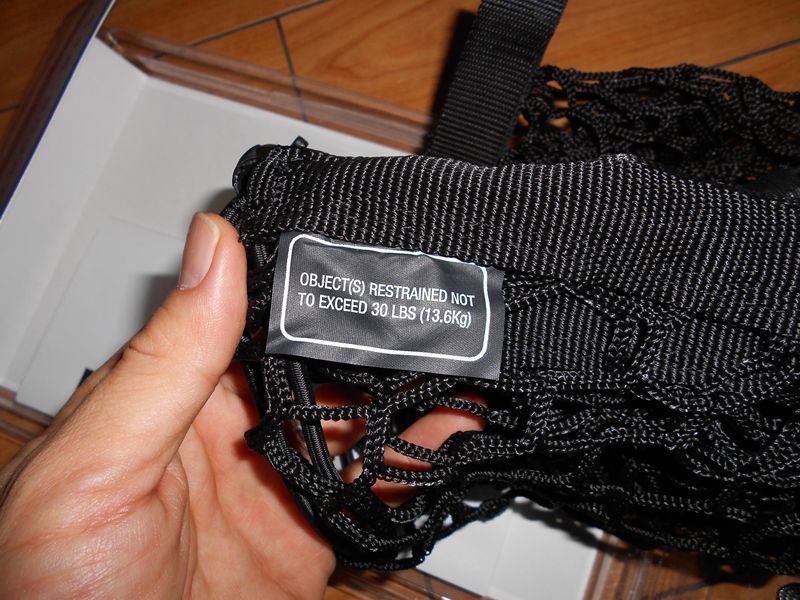 OBJECT(S) RESTRAINED NOT
TO EXCEED 30 LBS (13.6Kg)